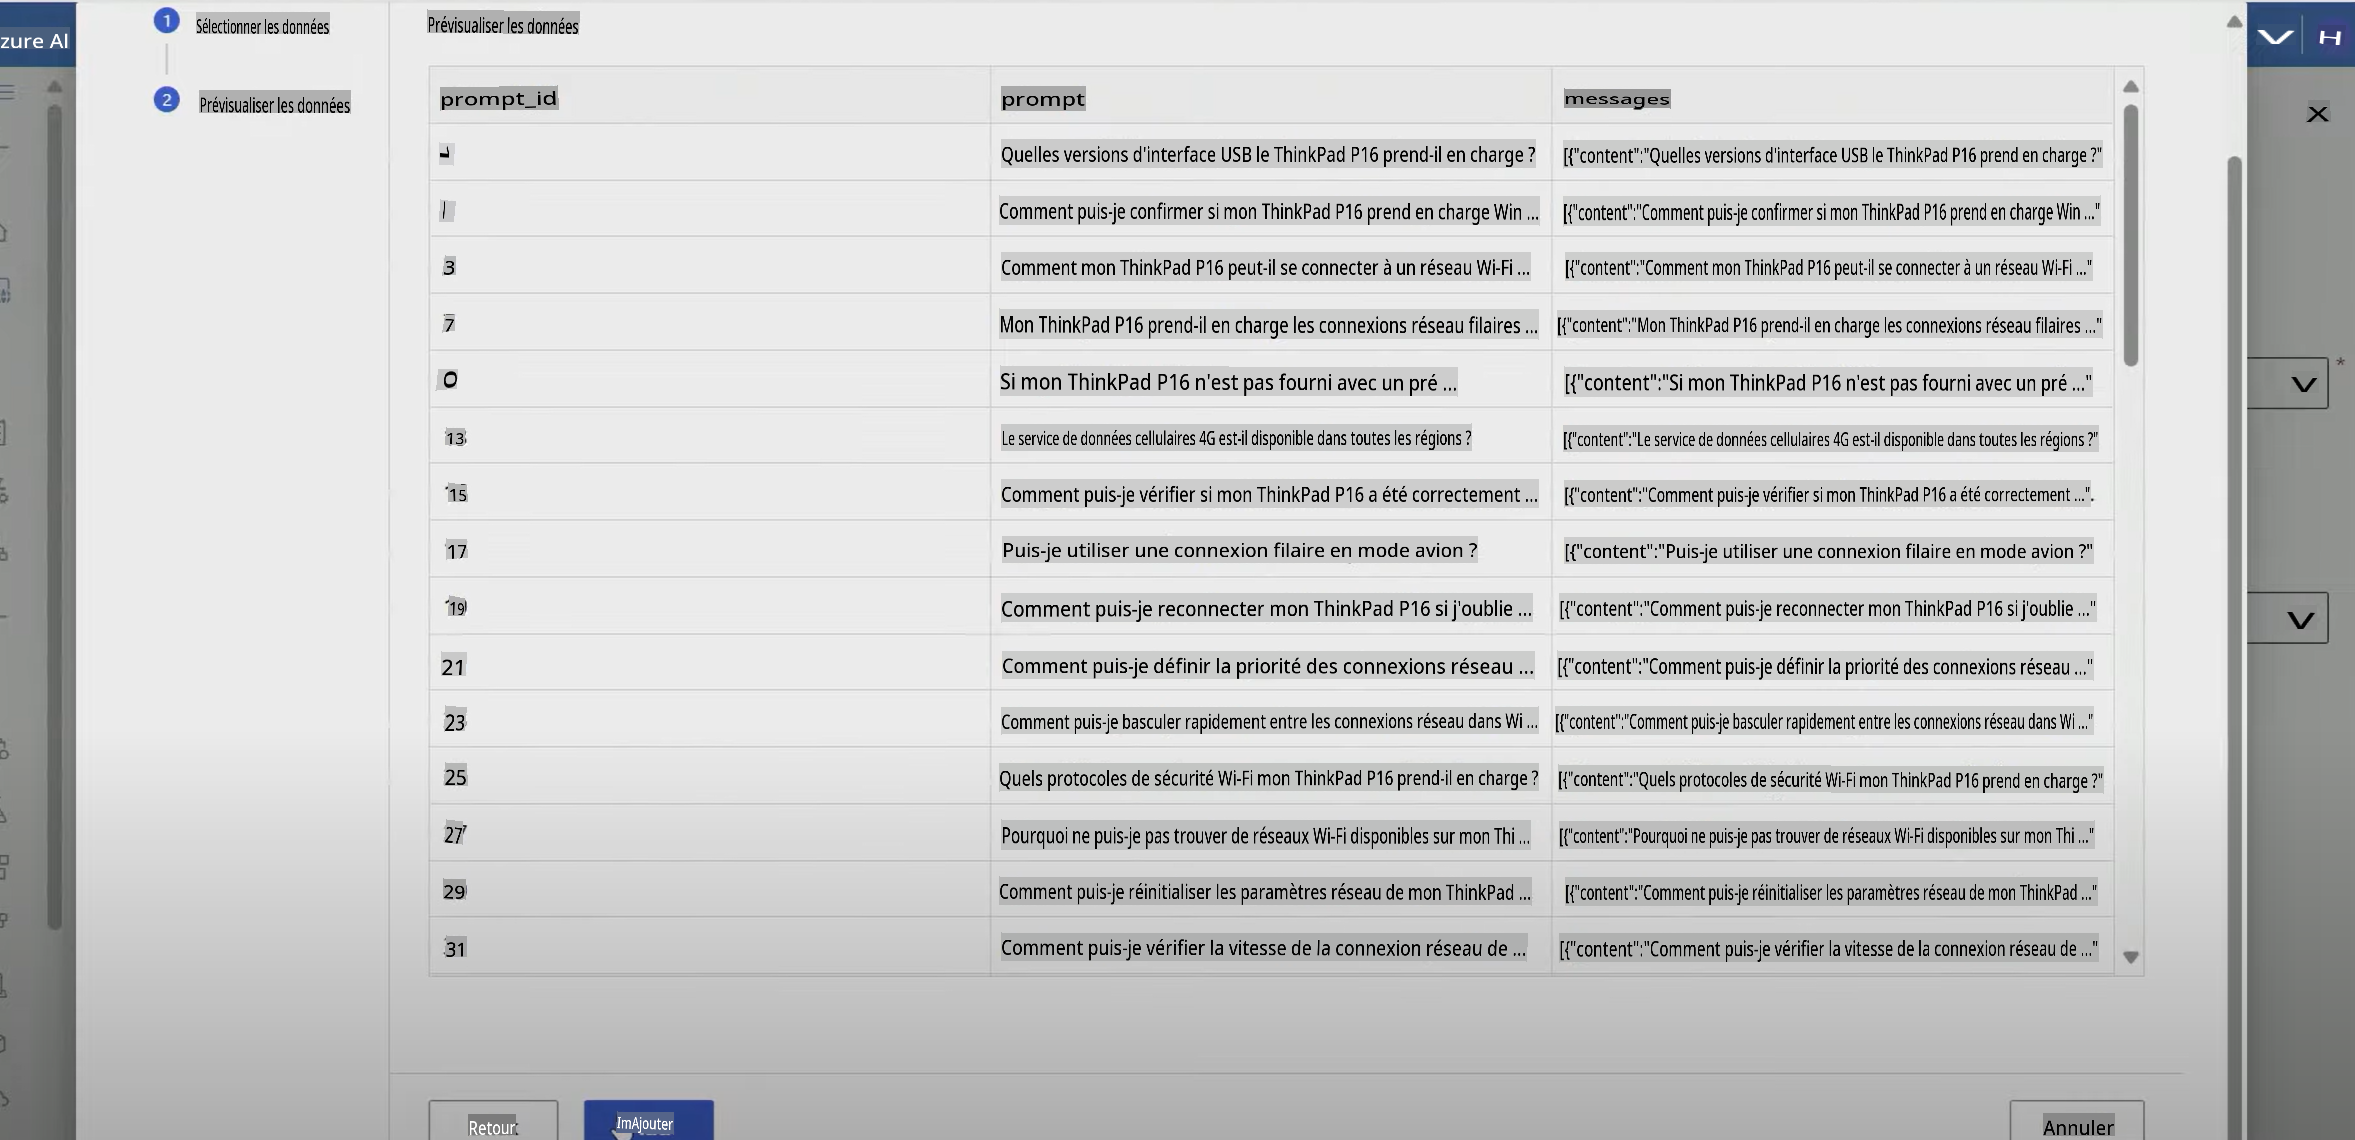 zure AI
1 Sélectionner les données
2 Prévisualiser les données
Prévisualiser les données
prompt_id prompt messages
Quelles versions d'interface USB le ThinkPad P16 prend-il en charge ? [{"content":"Quelles versions d'interface USB le ThinkPad P16 prend en charge ?"
Comment puis-je confirmer si mon ThinkPad P16 prend en charge Win ... [{"content":"Comment puis-je confirmer si mon ThinkPad P16 prend en charge Win ..."
3 Comment mon ThinkPad P16 peut-il se connecter à un réseau Wi-Fi ... [{"content":"Comment mon ThinkPad P16 peut-il se connecter à un réseau Wi-Fi ..."
7 Mon ThinkPad P16 prend-il en charge les connexions réseau filaires ... [{"content":"Mon ThinkPad P16 prend-il en charge les connexions réseau filaires ..."
0 Si mon ThinkPad P16 n'est pas fourni avec un pré ... [{"content":"Si mon ThinkPad P16 n'est pas fourni avec un pré ..."
13 Le service de données cellulaires 4G est-il disponible dans toutes les régions ? [{"content":"Le service de données cellulaires 4G est-il disponible dans toutes les régions ?"
15 Comment puis-je vérifier si mon ThinkPad P16 a été correctement ... [{"content":"Comment puis-je vérifier si mon ThinkPad P16 a été correctement ...".
17 Puis-je utiliser une connexion filaire en mode avion ? [{"content":"Puis-je utiliser une connexion filaire en mode avion ?"
19 Comment puis-je reconnecter mon ThinkPad P16 si j'oublie ... [{"content":"Comment puis-je reconnecter mon ThinkPad P16 si j'oublie ..."
21 Comment puis-je définir la priorité des connexions réseau ... [{"content":"Comment puis-je définir la priorité des connexions réseau ..."
23 Comment puis-je basculer rapidement entre les connexions réseau dans Wi ... [{"content":"Comment puis-je basculer rapidement entre les connexions réseau dans Wi ..."
25 Quels protocoles de sécurité Wi-Fi mon ThinkPad P16 prend-il en charge ? [{"content":"Quels protocoles de sécurité Wi-Fi mon ThinkPad P16 prend en charge ?"
27 Pourquoi ne puis-je pas trouver de réseaux Wi-Fi disponibles sur mon Thi ... [{"content":"Pourquoi ne puis-je pas trouver de réseaux Wi-Fi disponibles sur mon Thi ..."
29 Comment puis-je réinitialiser les paramètres réseau de mon ThinkPad ... [{"content":"Comment puis-je réinitialiser les paramètres réseau de mon ThinkPad ..."
31 Comment puis-je vérifier la vitesse de la connexion réseau de ... [{"content":"Comment puis-je vérifier la vitesse de la connexion réseau de ..."
Retour ImAjouter Annuler